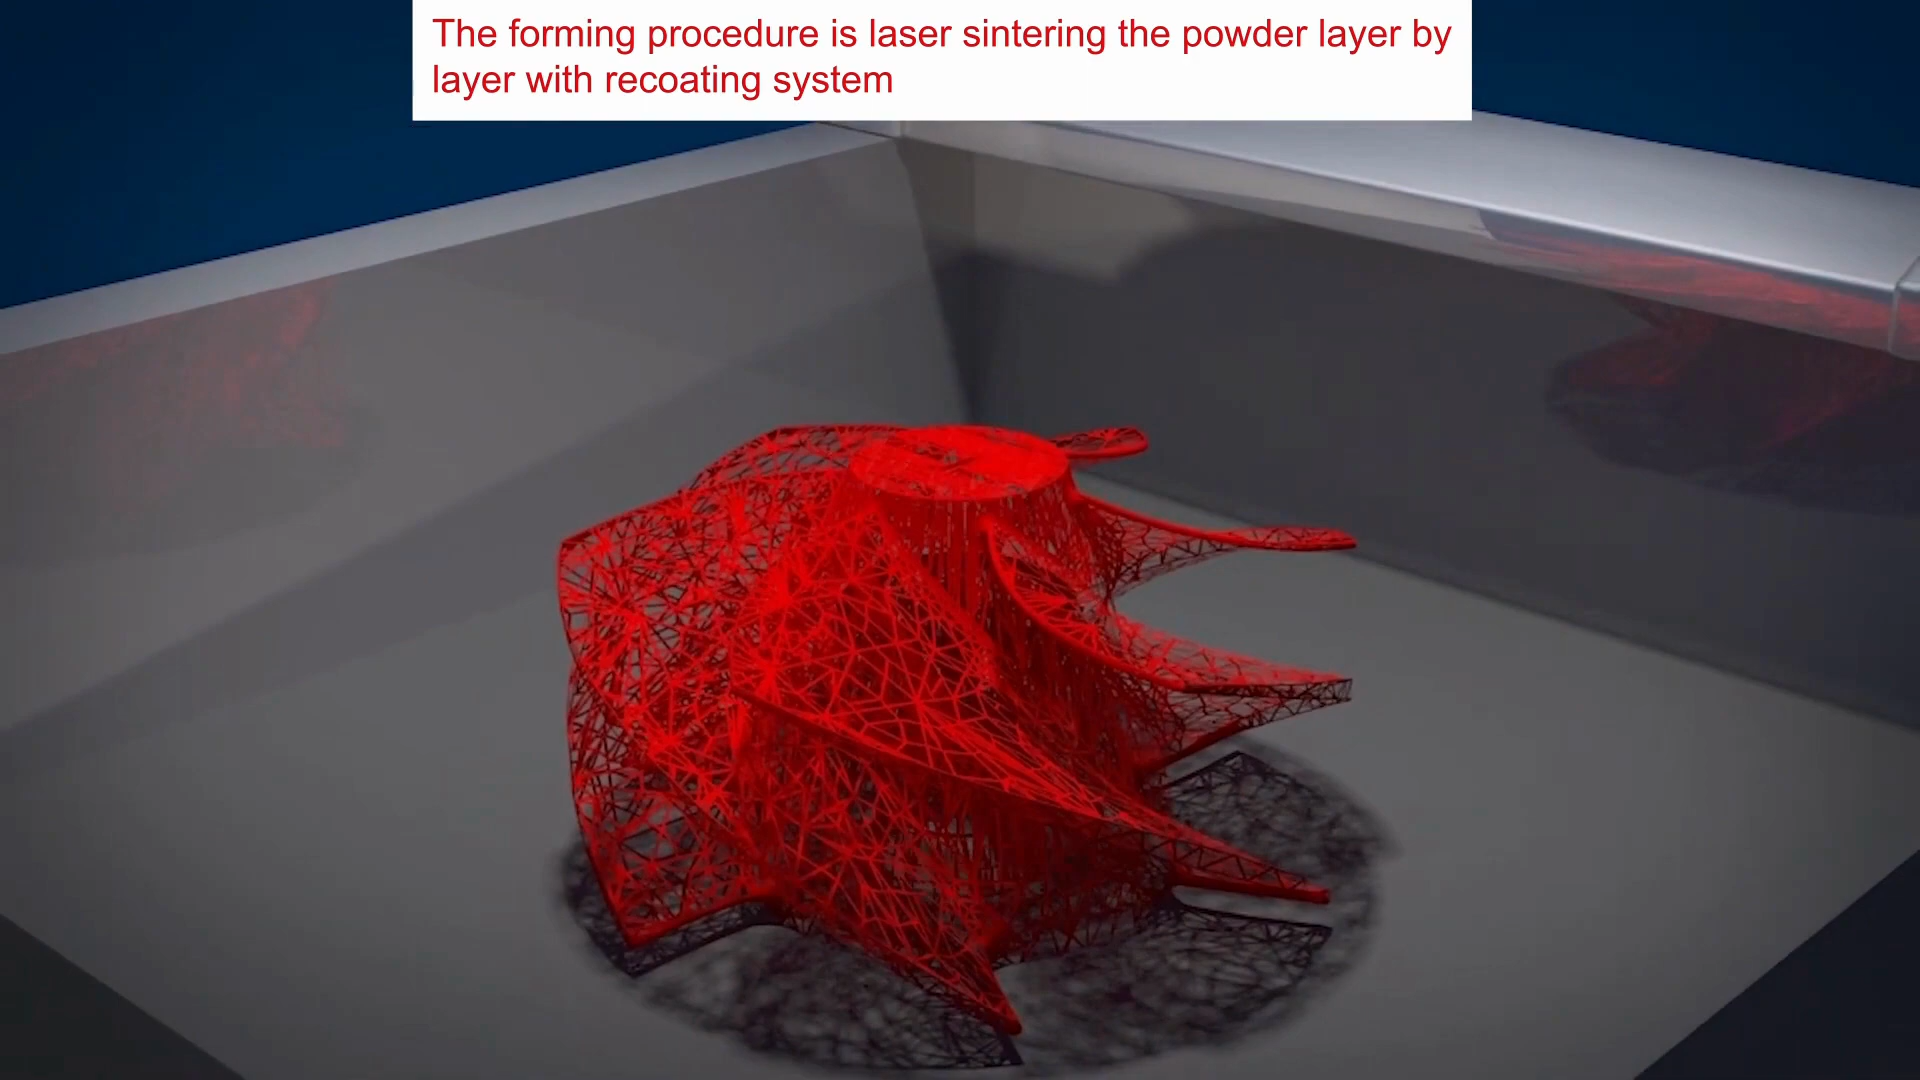 The forming procedure is laser sintering the powder layer by
layer with recoating system